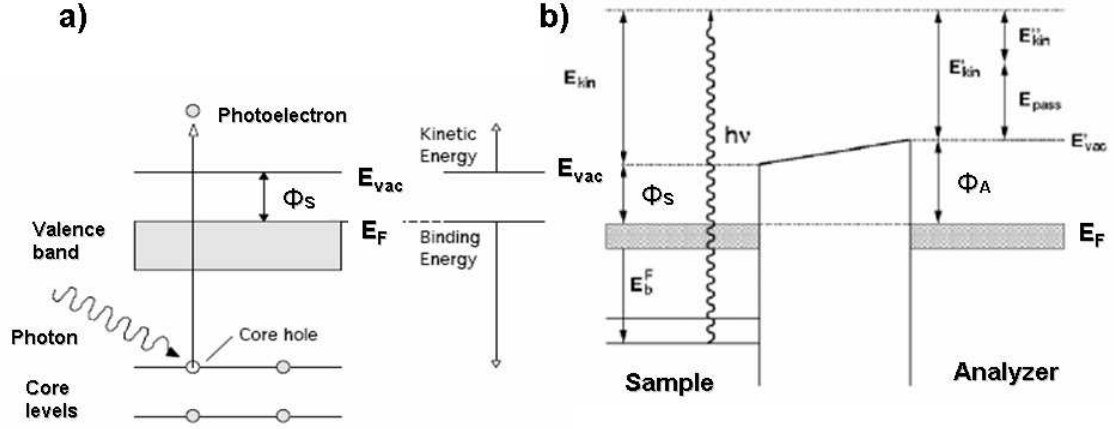 a)
Photoelectron
Kinetic
Energy
E_vac
E_vac
Φ_S
Valence
band
E_F
Binding
Energy
Photon
Core hole
Core
levels
b)
E_kin
hν
E'_kin
E''_kin
E_pass
E'_vac
Φ_S
Φ_A
E_F
E_b^F
Sample
Analyzer